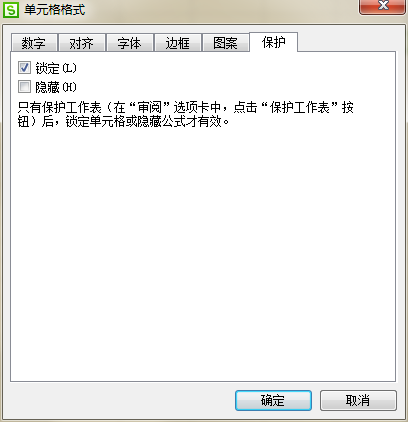 单元格格式
数字 对齐 字体 边框 图案 保护
锁定(L)
隐藏(H)
只有保护工作表（在“审阅”选项卡中，点击“保护工作表”按
钮）后，锁定单元格或隐藏公式才有效。
确定 取消